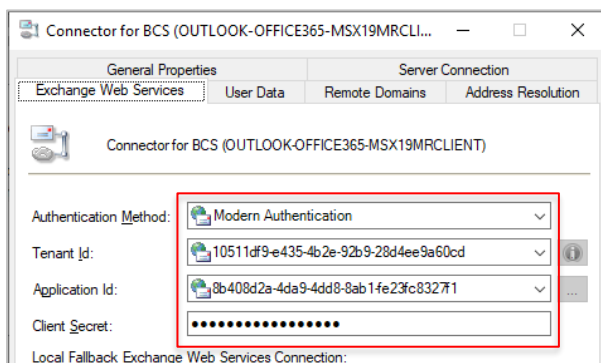 Connector for BCS (OUTLOOK-OFFICE365-MSX19MRCLI...
General Properties Server Connection
Exchange Web Services User Data Remote Domains Address Resolution
Connector for BCS (OUTLOOK-OFFICE365-MSX19MRCLIENT)
Authentication Method: Modern Authentication
Tenant Id: 10511df9-e435-4b2e-92b9-28d4ee9a60cd
Application Id: 8b408d2a-4da9-4dd8-8ab1-fe23fc8327f1 ...
Client Secret: •••••••••••••••••
Local Fallback Exchange Web Services Connection: